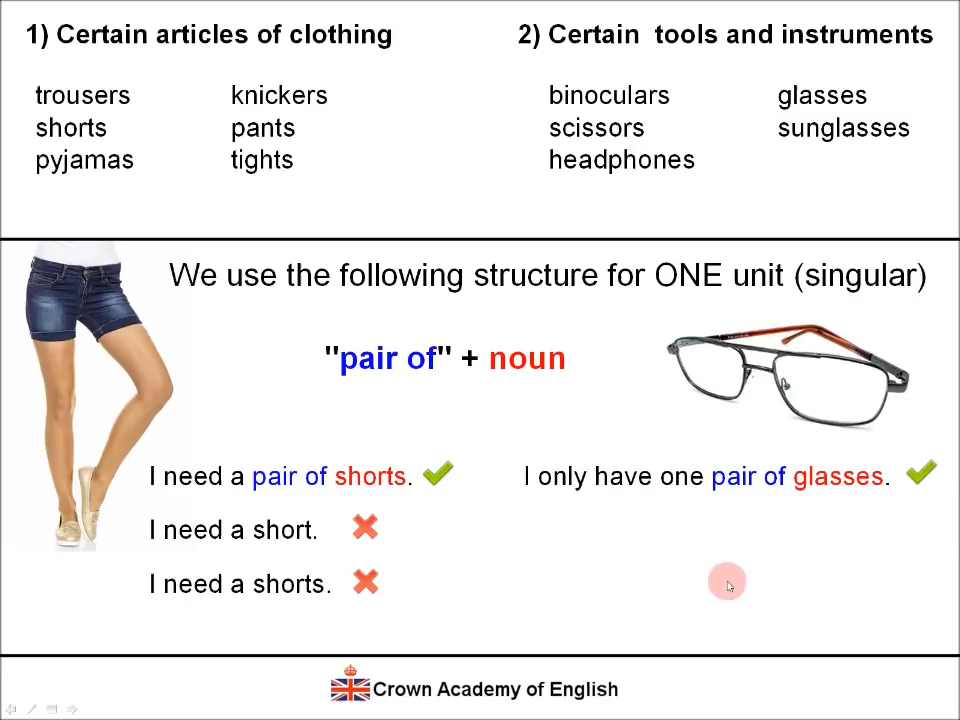 1) Certain articles of clothing
2) Certain tools and instruments
trousers
knickers
binoculars
glasses
shorts
pants
scissors
sunglasses
pyjamas
tights
headphones
We use the following structure for ONE unit (singular)
"pair of" + noun
I need a pair of shorts.
I only have one pair of glasses.
I need a short.
I need a shorts.
Crown Academy of English